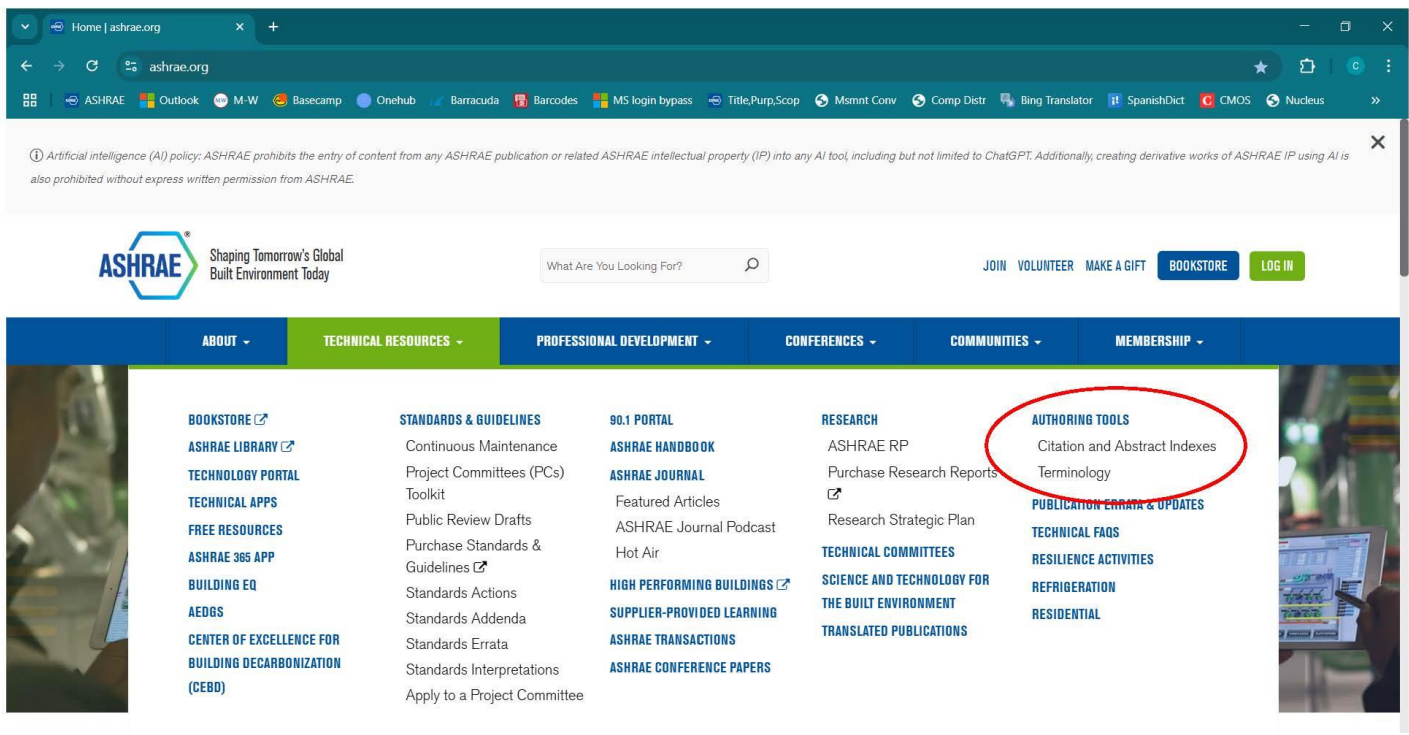 Home | ashrae.org
ashrae.org
C
ASHRAE Outlook M-W Basecamp Onehub Barracuda Barcodes MS login bypass Title,Purp,Scop Msmnt Conv Comp Distr Bing Translator SpanishDict CMOS Nucleus
Artificial intelligence (AI) policy: ASHRAE prohibits the entry of content from any ASHRAE publication or related ASHRAE intellectual property (IP) into any AI tool, including but not limited to ChatGPT. Additionally, creating derivative works of ASHRAE IP using AI is
also prohibited without express written permission from ASHRAE.
ASHRAE®
Shaping Tomorrow's Global
Built Environment Today
What Are You Looking For?
JOIN VOLUNTEER MAKE A GIFT BOOKSTORE LOG IN
ABOUT TECHNICAL RESOURCES PROFESSIONAL DEVELOPMENT CONFERENCES COMMUNITIES MEMBERSHIP
BOOKSTORE
ASHRAE LIBRARY
TECHNOLOGY PORTAL
TECHNICAL APPS
FREE RESOURCES
ASHRAE 365 APP
BUILDING EQ
AEDGS
CENTER OF EXCELLENCE FOR
BUILDING DECARBONIZATION
(CEBD)
STANDARDS & GUIDELINES
Continuous Maintenance
Project Committees (PCs)
Toolkit
Public Review Drafts
Purchase Standards &
Guidelines
Standards Actions
Standards Addenda
Standards Errata
Standards Interpretations
Apply to a Project Committee
90.1 PORTAL
ASHRAE HANDBOOK
ASHRAE JOURNAL
Featured Articles
ASHRAE Journal Podcast
Hot Air
HIGH PERFORMING BUILDINGS
SUPPLIER-PROVIDED LEARNING
ASHRAE TRANSACTIONS
ASHRAE CONFERENCE PAPERS
RESEARCH
ASHRAE RP
Purchase Research Reports
Research Strategic Plan
TECHNICAL COMMITTEES
SCIENCE AND TECHNOLOGY FOR
THE BUILT ENVIRONMENT
TRANSLATED PUBLICATIONS
AUTHORING TOOLS
Citation and Abstract Indexes
Terminology
PUBLICATION ERRATA & UPDATES
TECHNICAL FAQS
RESILIENCE ACTIVITIES
REFRIGERATION
RESIDENTIAL